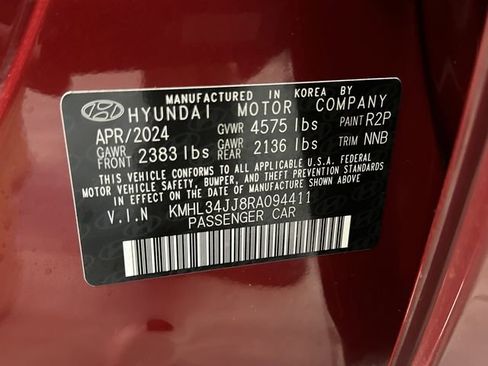 MANUFACTURED IN KOREA BY
HYUNDAI MOTOR COMPANY
APR/2024 GVWR 4575 lbs PAINT R2P
GAWR FRONT 2383 lbs GAWR REAR 2136 lbs TRIM NNB
THIS VEHICLE CONFORMS TO ALL APPLICABLE U.S.A. FEDERAL
MOTOR VEHICLE SAFETY, BUMPER, AND THEFT PREVENTION STANDARDS
IN EFFECT ON THE DATE OF MANUFACTURE SHOWN ABOVE.
V.I.N KMHL34JJ8RA094411
PASSENGER CAR